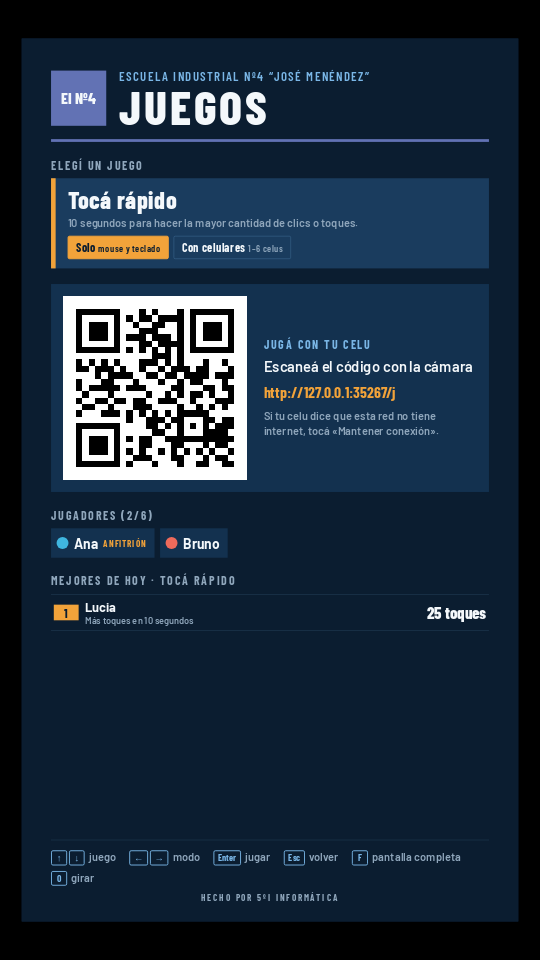 EI Nº4
ESCUELA INDUSTRIAL Nº4 “JOSÉ MENÉNDEZ”
JUEGOS
ELEGÍ UN JUEGO
Tocá rápido
10 segundos para hacer la mayor cantidad de clics o toques.
Solo mouse y teclado
Con celulares 1–6 celus
JUGÁ CON TU CELU
Escaneá el código con la cámara
http://127.0.0.1:35267/j
Si tu celu dice que esta red no tiene
internet, tocá «Mantener conexión».
JUGADORES (2/6)
Ana ANFITRIÓN
Bruno
MEJORES DE HOY · TOCÁ RÁPIDO
1 Lucía 25 toques
Más toques en 10 segundos
↑ ↓ juego ← → modo Enter jugar Esc volver F pantalla completa
0 girar
HECHO POR 5º1 INFORMÁTICA